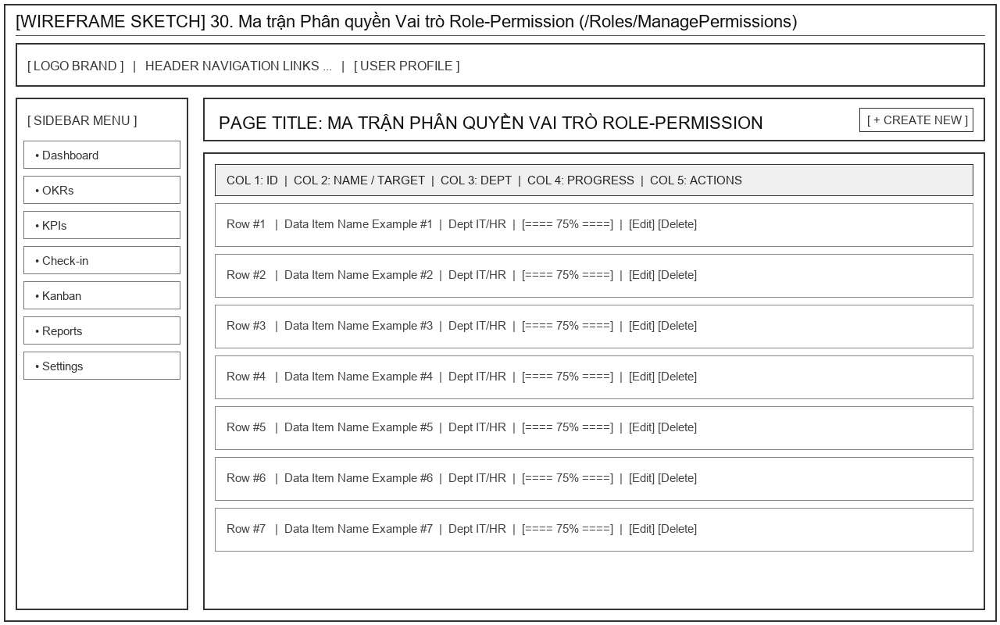 [WIREFRAME SKETCH] 30. Ma trận Phân quyền Vai trò Role-Permission (/Roles/ManagePermissions)
[ LOGO BRAND ] | HEADER NAVIGATION LINKS ... | [ USER PROFILE ]
[ SIDEBAR MENU ]
• Dashboard
• OKRs
• KPIs
• Check-in
• Kanban
• Reports
• Settings
PAGE TITLE: MA TRẬN PHÂN QUYỀN VAI TRÒ ROLE-PERMISSION
[ + CREATE NEW ]
COL 1: ID | COL 2: NAME / TARGET | COL 3: DEPT | COL 4: PROGRESS | COL 5: ACTIONS
Row #1 | Data Item Name Example #1 | Dept IT/HR | [==== 75% ====] | [Edit] [Delete]
Row #2 | Data Item Name Example #2 | Dept IT/HR | [==== 75% ====] | [Edit] [Delete]
Row #3 | Data Item Name Example #3 | Dept IT/HR | [==== 75% ====] | [Edit] [Delete]
Row #4 | Data Item Name Example #4 | Dept IT/HR | [==== 75% ====] | [Edit] [Delete]
Row #5 | Data Item Name Example #5 | Dept IT/HR | [==== 75% ====] | [Edit] [Delete]
Row #6 | Data Item Name Example #6 | Dept IT/HR | [==== 75% ====] | [Edit] [Delete]
Row #7 | Data Item Name Example #7 | Dept IT/HR | [==== 75% ====] | [Edit] [Delete]